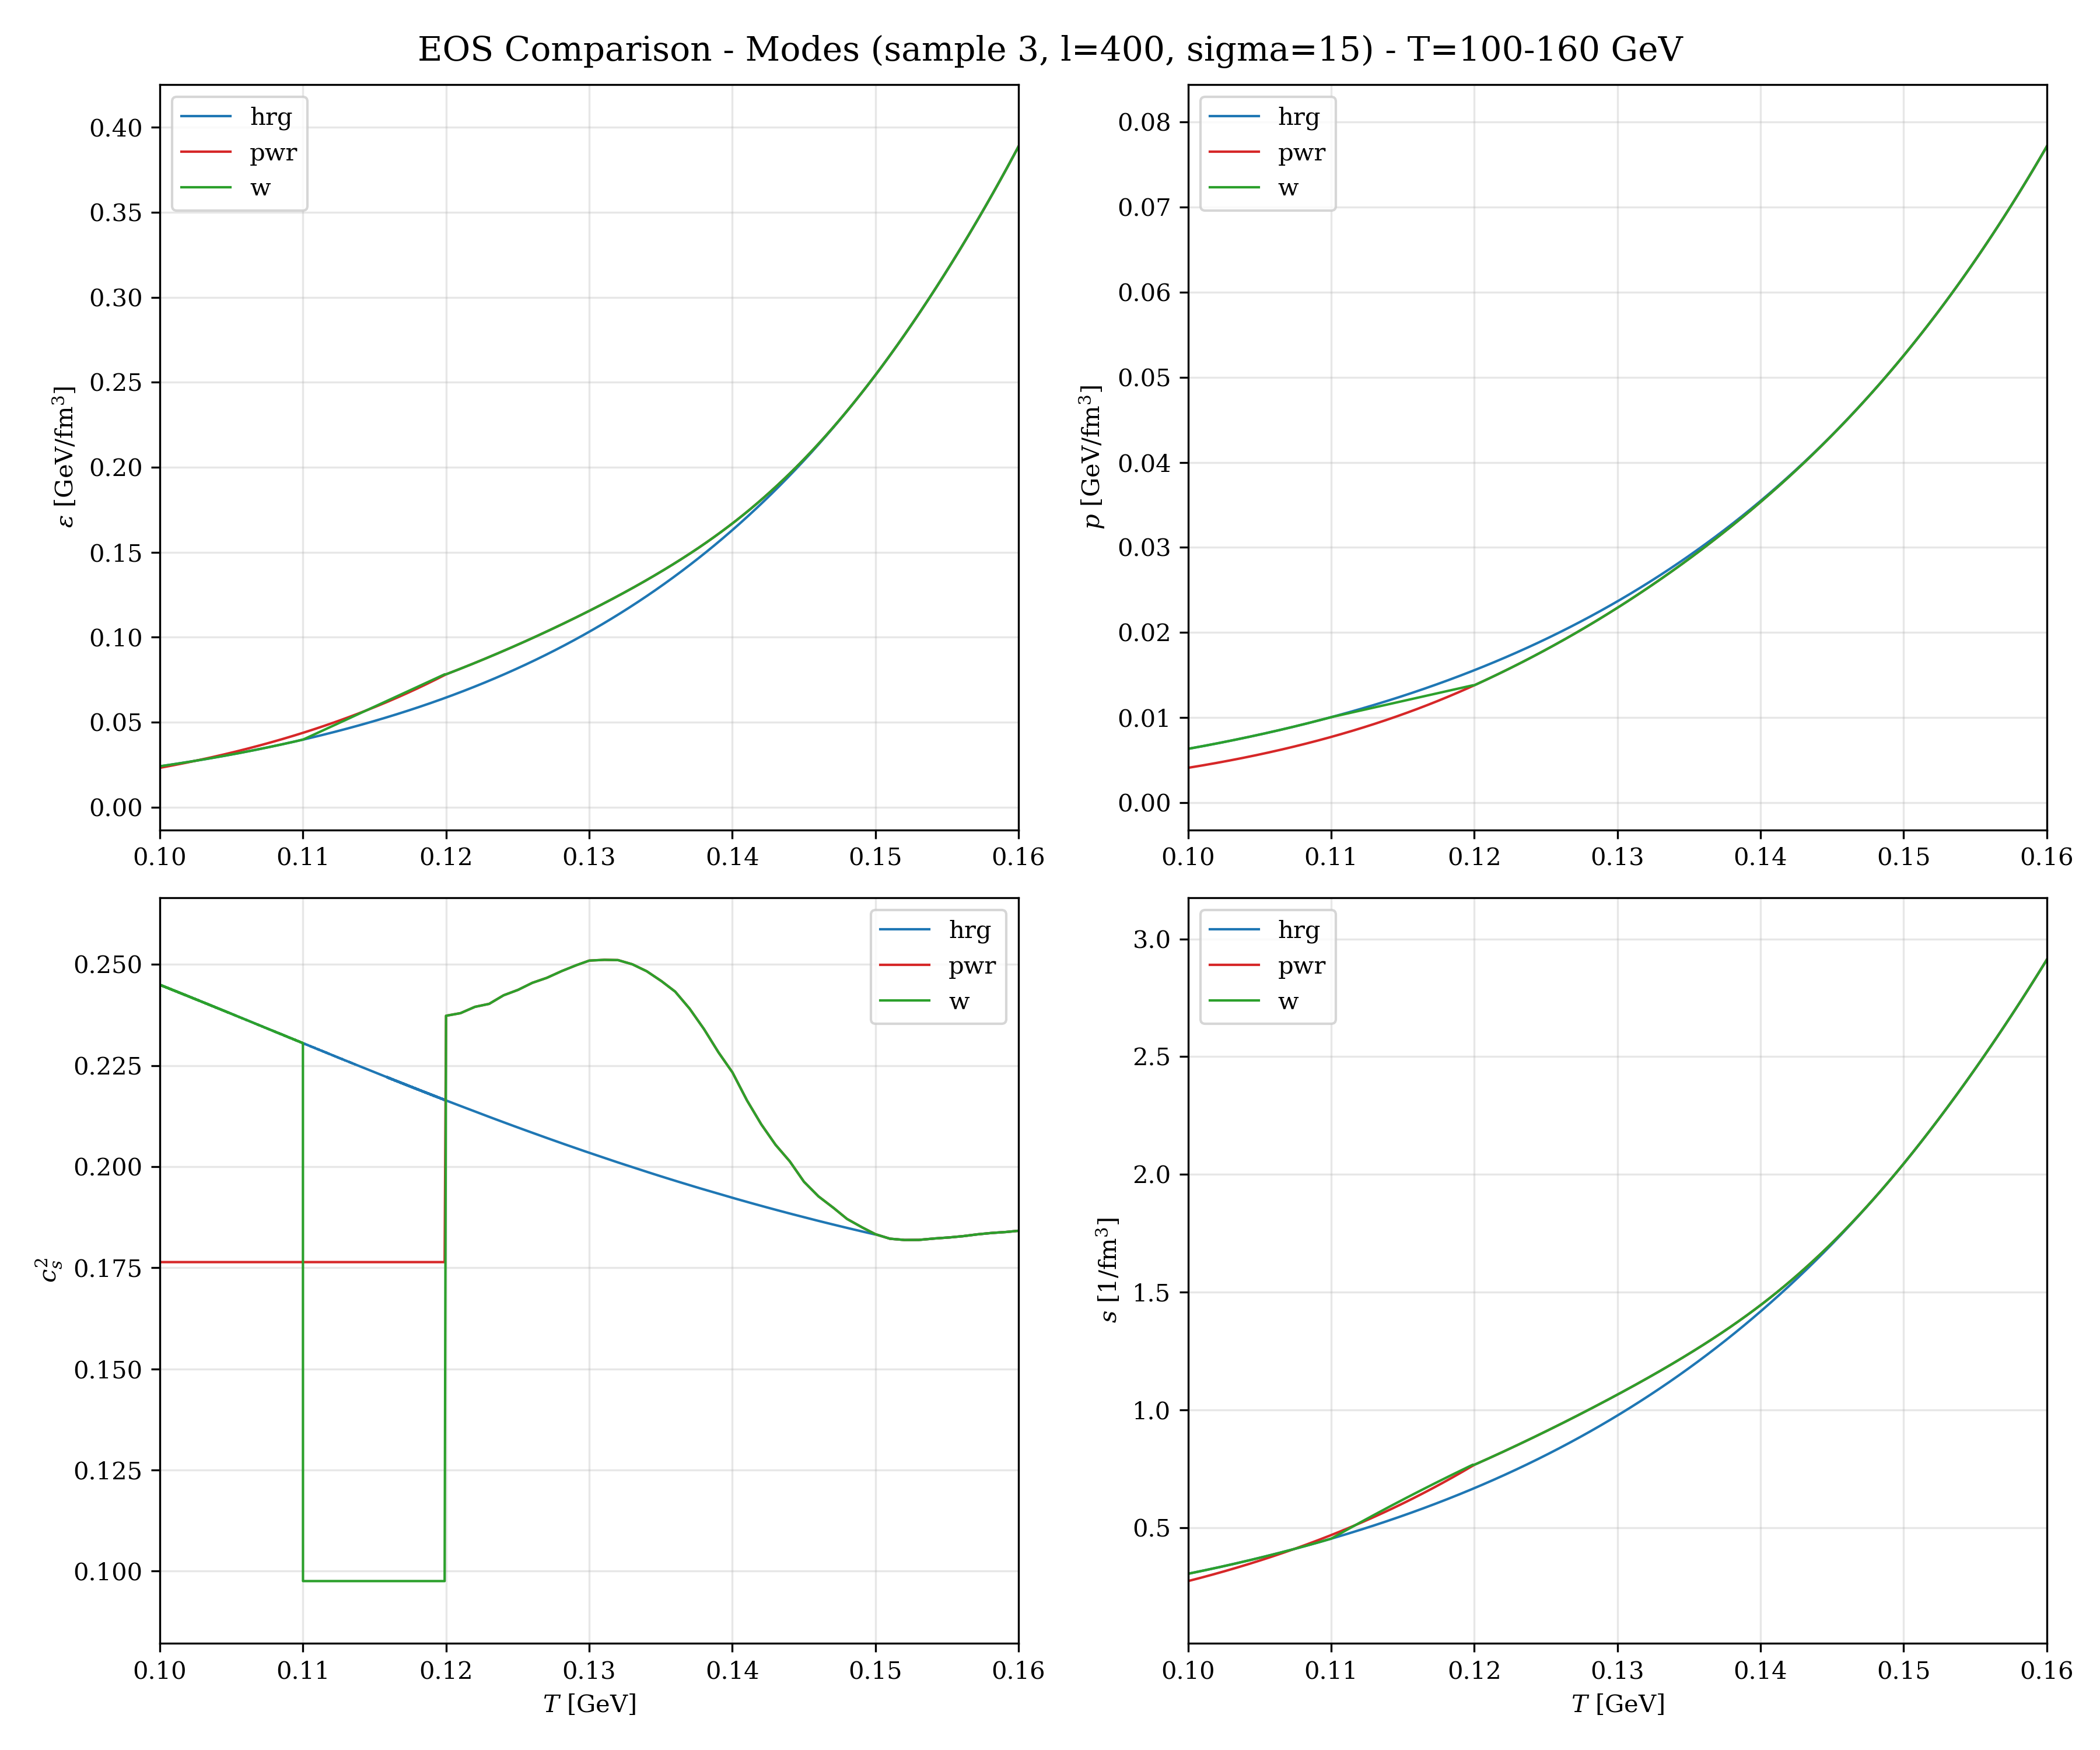 EOS Comparison - Modes (sample 3, l=400, sigma=15) - T=100-160 GeV
hrg
pwr
w
0.40
0.35
0.30
0.25
0.20
0.15
0.10
0.05
0.00
ε [GeV/fm³]
0.10 0.11 0.12 0.13 0.14 0.15 0.16
hrg
pwr
w
0.08
0.07
0.06
0.05
0.04
0.03
0.02
0.01
0.00
p [GeV/fm³]
0.10 0.11 0.12 0.13 0.14 0.15 0.16
hrg
pwr
w
0.250
0.225
0.200
0.175
0.150
0.125
0.100
c_s²
0.10 0.11 0.12 0.13 0.14 0.15 0.16
T [GeV]
hrg
pwr
w
3.0
2.5
2.0
1.5
1.0
0.5
s [1/fm³]
0.10 0.11 0.12 0.13 0.14 0.15 0.16
T [GeV]